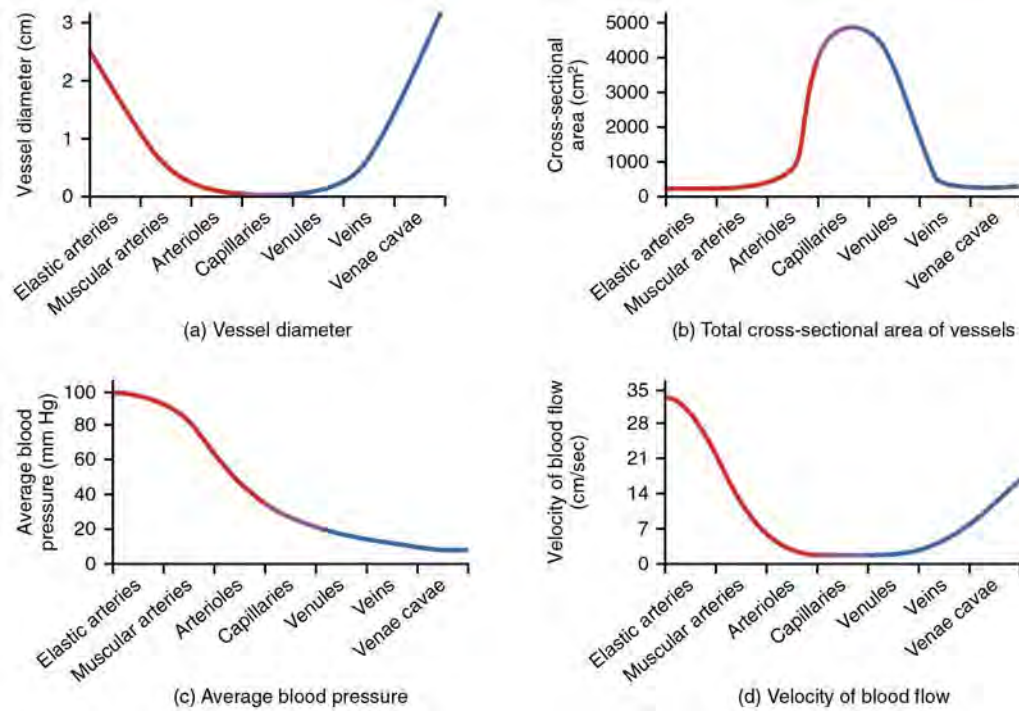 Vessel diameter (cm)
3
2
1
0
Elastic arteries
Muscular arteries
Arterioles
Capillaries
Venules
Veins
Venae cavae
(a) Vessel diameter
Cross-sectional
area (cm²)
5000
4000
3000
2000
1000
0
Elastic arteries
Muscular arteries
Arterioles
Capillaries
Venules
Veins
Venae cavae
(b) Total cross-sectional area of vessels
Average blood
pressure (mm Hg)
100
80
60
40
20
0
Elastic arteries
Muscular arteries
Arterioles
Capillaries
Venules
Veins
Venae cavae
(c) Average blood pressure
Velocity of blood flow
(cm/sec)
35
28
21
14
7
0
Elastic arteries
Muscular arteries
Arterioles
Capillaries
Venules
Veins
Venae cavae
(d) Velocity of blood flow